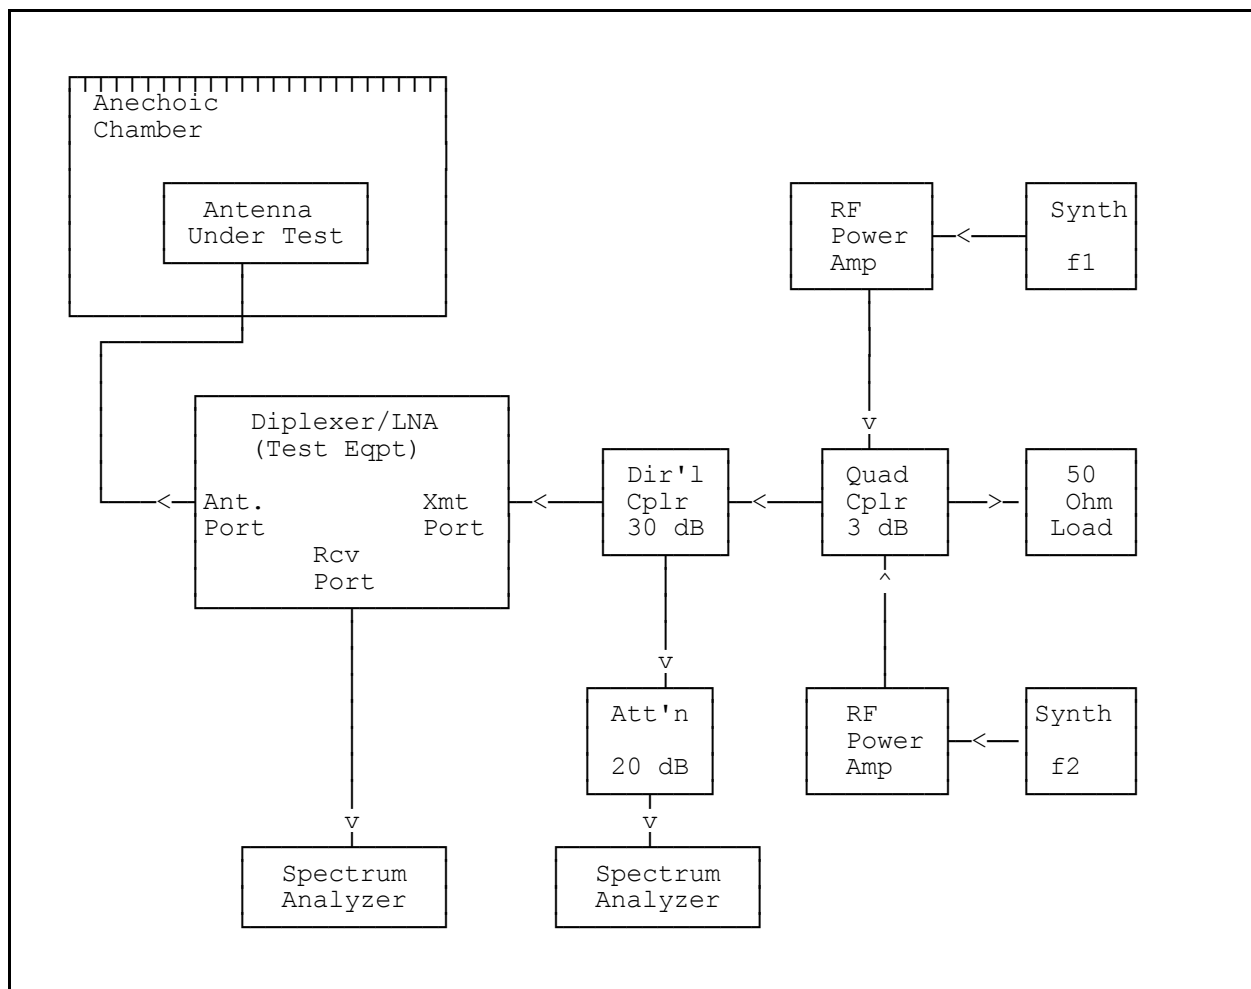 Anechoic
Chamber
Antenna
Under Test
RF
Power
Amp
Synth
f1
Diplexer/LNA
(Test Eqpt)
Ant.
Port
Xmt
Port
Rcv
Port
Dir'l
Cplr
30 dB
Quad
Cplr
3 dB
50
Ohm
Load
Att'n
20 dB
RF
Power
Amp
Synth
f2
Spectrum
Analyzer
Spectrum
Analyzer